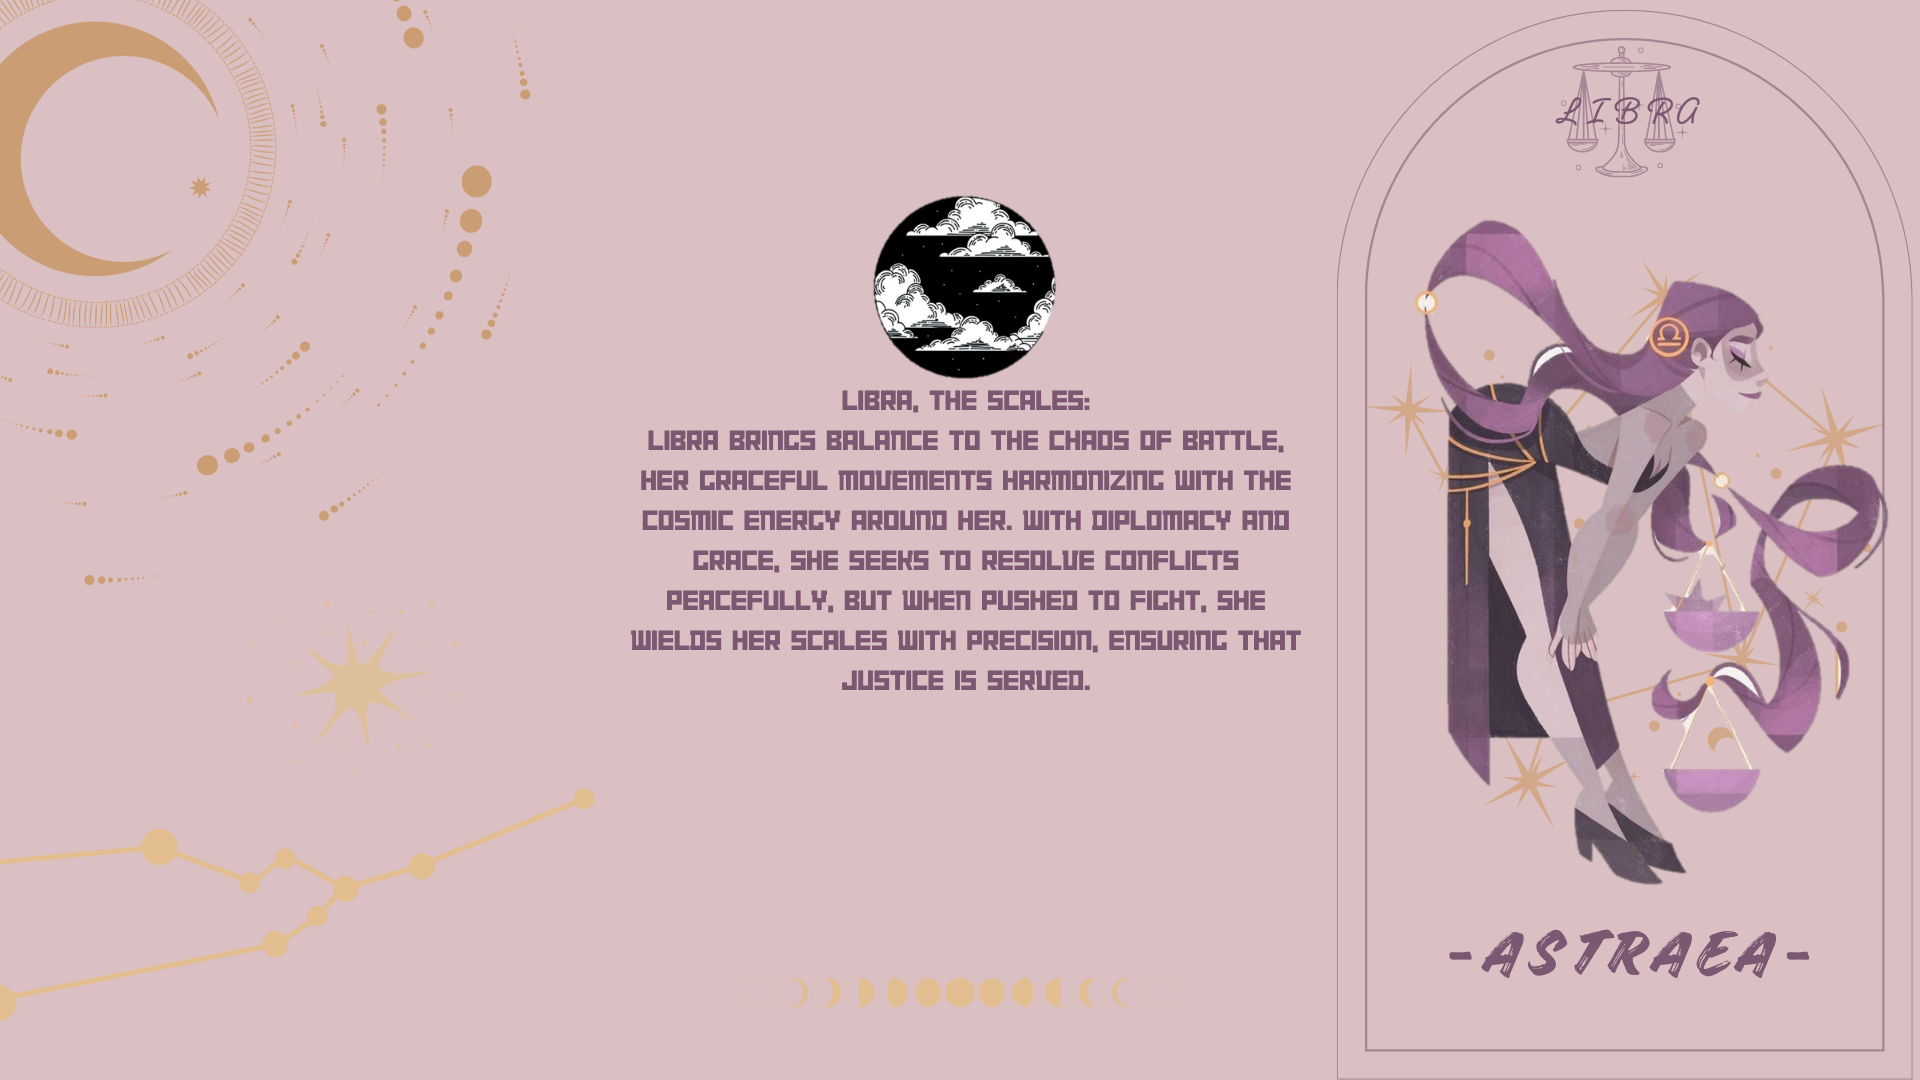 LIBRA, THE SCALES:
LIBRA BRINGS BALANCE TO THE CHAOS OF BATTLE,
HER GRACEFUL MOVEMENTS HARMONIZING WITH THE
COSMIC ENERGY AROUND HER. WITH DIPLOMACY AND
GRACE, SHE SEEKS TO RESOLVE CONFLICTS
PEACEFULLY, BUT WHEN PUSHED TO FIGHT, SHE
WIELDS HER SCALES WITH PRECISION, ENSURING THAT
JUSTICE IS SERVED.
LIBRA
♎
-ASTRAEA-